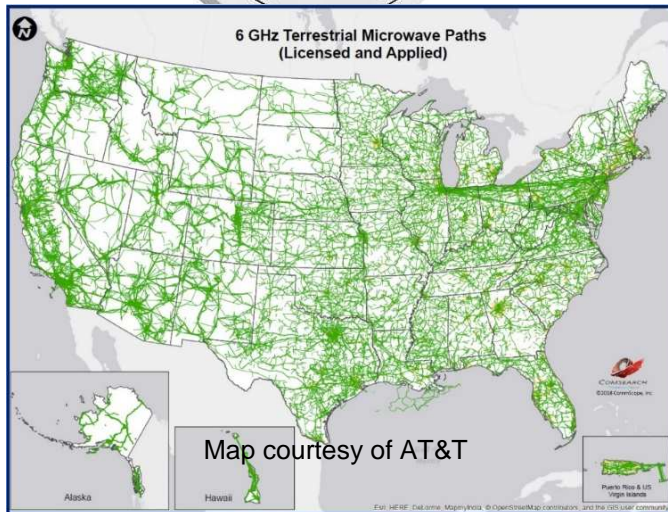 6 GHz Terrestrial Microwave Paths
(Licensed and Applied)
N
COMSEARCH
©2018 CommScope, Inc
Map courtesy of AT&T
Alaska
Hawaii
Puerto Rico & US
Virgin Islands
Esri, HERE, DeLorme, MapmyIndia, © OpenStreetMap contributors, and the GIS user community